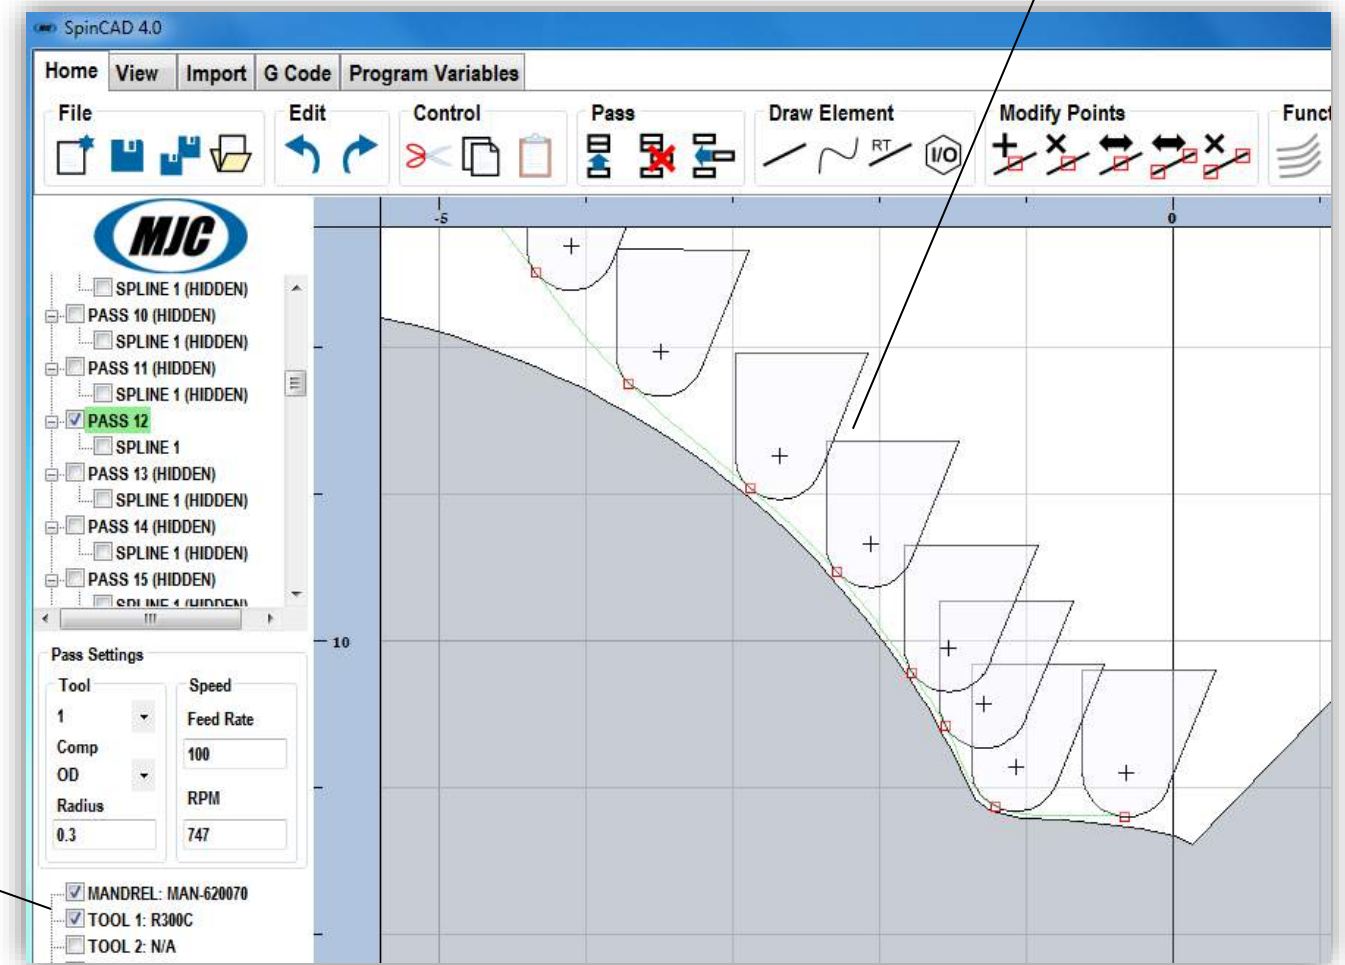 SpinCAD 4.0
Home View Import G Code Program Variables
File Edit Control Pass Draw Element Modify Points Funct
RT I/O
MJC
-5 0
SPLINE 1 (HIDDEN)
PASS 10 (HIDDEN)
SPLINE 1 (HIDDEN)
PASS 11 (HIDDEN)
SPLINE 1 (HIDDEN)
PASS 12
SPLINE 1
PASS 13 (HIDDEN)
SPLINE 1 (HIDDEN)
PASS 14 (HIDDEN)
SPLINE 1 (HIDDEN)
PASS 15 (HIDDEN)
SPLINE 1 (HIDDEN)
10
Pass Settings
Tool
1
Comp
OD
Radius
0.3
Speed
Feed Rate
100
RPM
747
MANDREL: MAN-620070
TOOL 1: R300C
TOOL 2: N/A